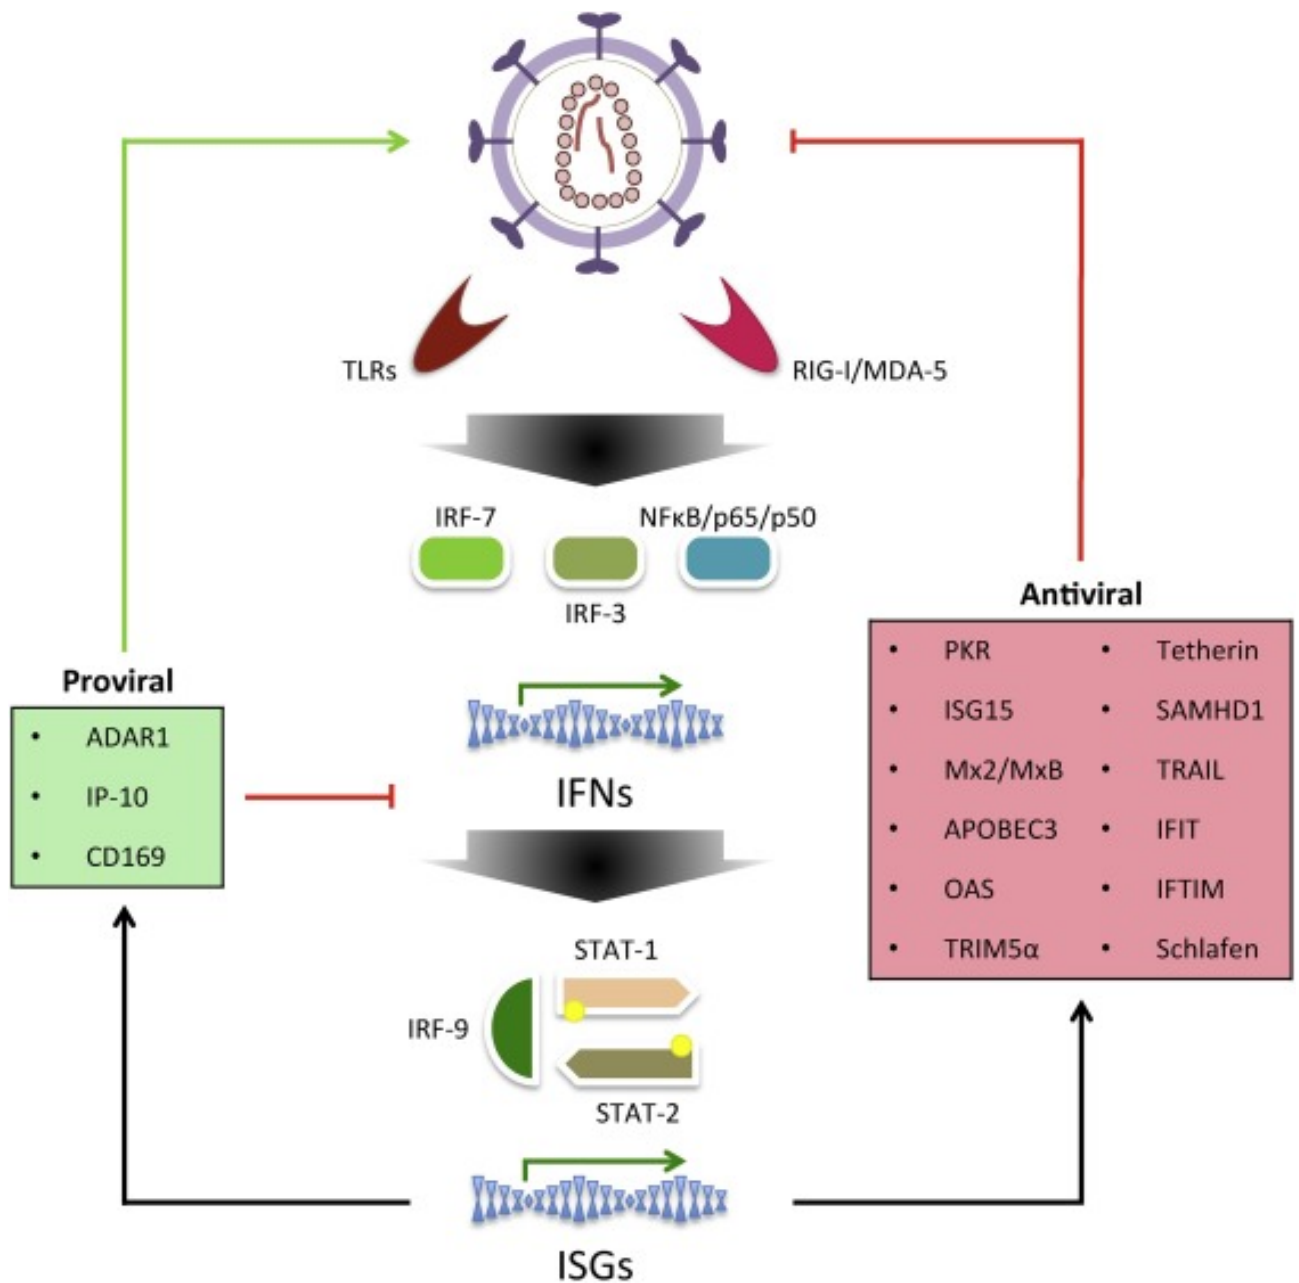 TLRs
RIG-I/MDA-5
IRF-7
NFκB/p65/p50
IRF-3
Proviral
• ADAR1
• IP-10
• CD169
Antiviral
• PKR • Tetherin
• ISG15 • SAMHD1
• Mx2/MxB • TRAIL
• APOBEC3 • IFIT
• OAS • IFTIM
• TRIM5α • Schlafen
IFNs
STAT-1
IRF-9
STAT-2
ISGs